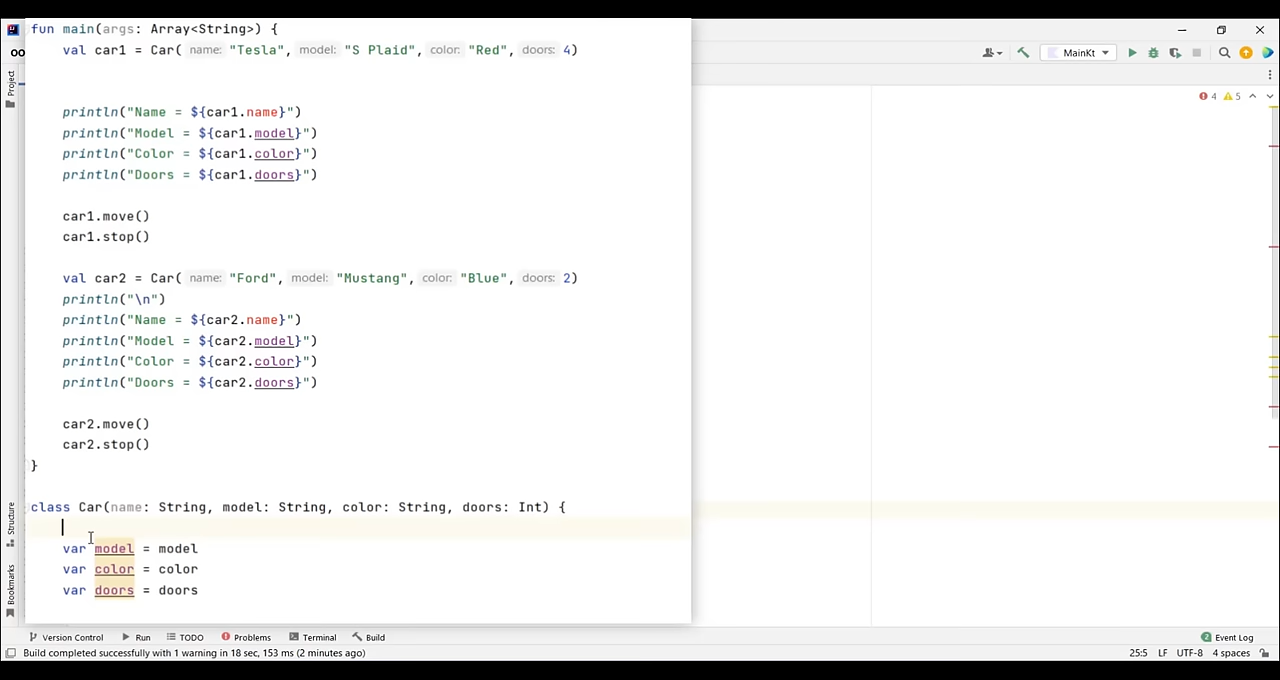 fun main(args: Array<String>) {
val car1 = Car( name: "Tesla", model: "S Plaid", color: "Red", doors: 4)
println("Name = ${car1.name}")
println("Model = ${car1.model}")
println("Color = ${car1.color}")
println("Doors = ${car1.doors}")
car1.move()
car1.stop()
val car2 = Car( name: "Ford", model: "Mustang", color: "Blue", doors: 2)
println("\n")
println("Name = ${car2.name}")
println("Model = ${car2.model}")
println("Color = ${car2.color}")
println("Doors = ${car2.doors}")
car2.move()
car2.stop()
}
class Car(name: String, model: String, color: String, doors: Int) {
var model = model
var color = color
var doors = doors
OO
Project
Structure
Bookmarks
MainKt
4 5
Version Control Run TODO Problems Terminal Build
2 Event Log
Build completed successfully with 1 warning in 18 sec, 153 ms (2 minutes ago)
25:5 LF UTF-8 4 spaces